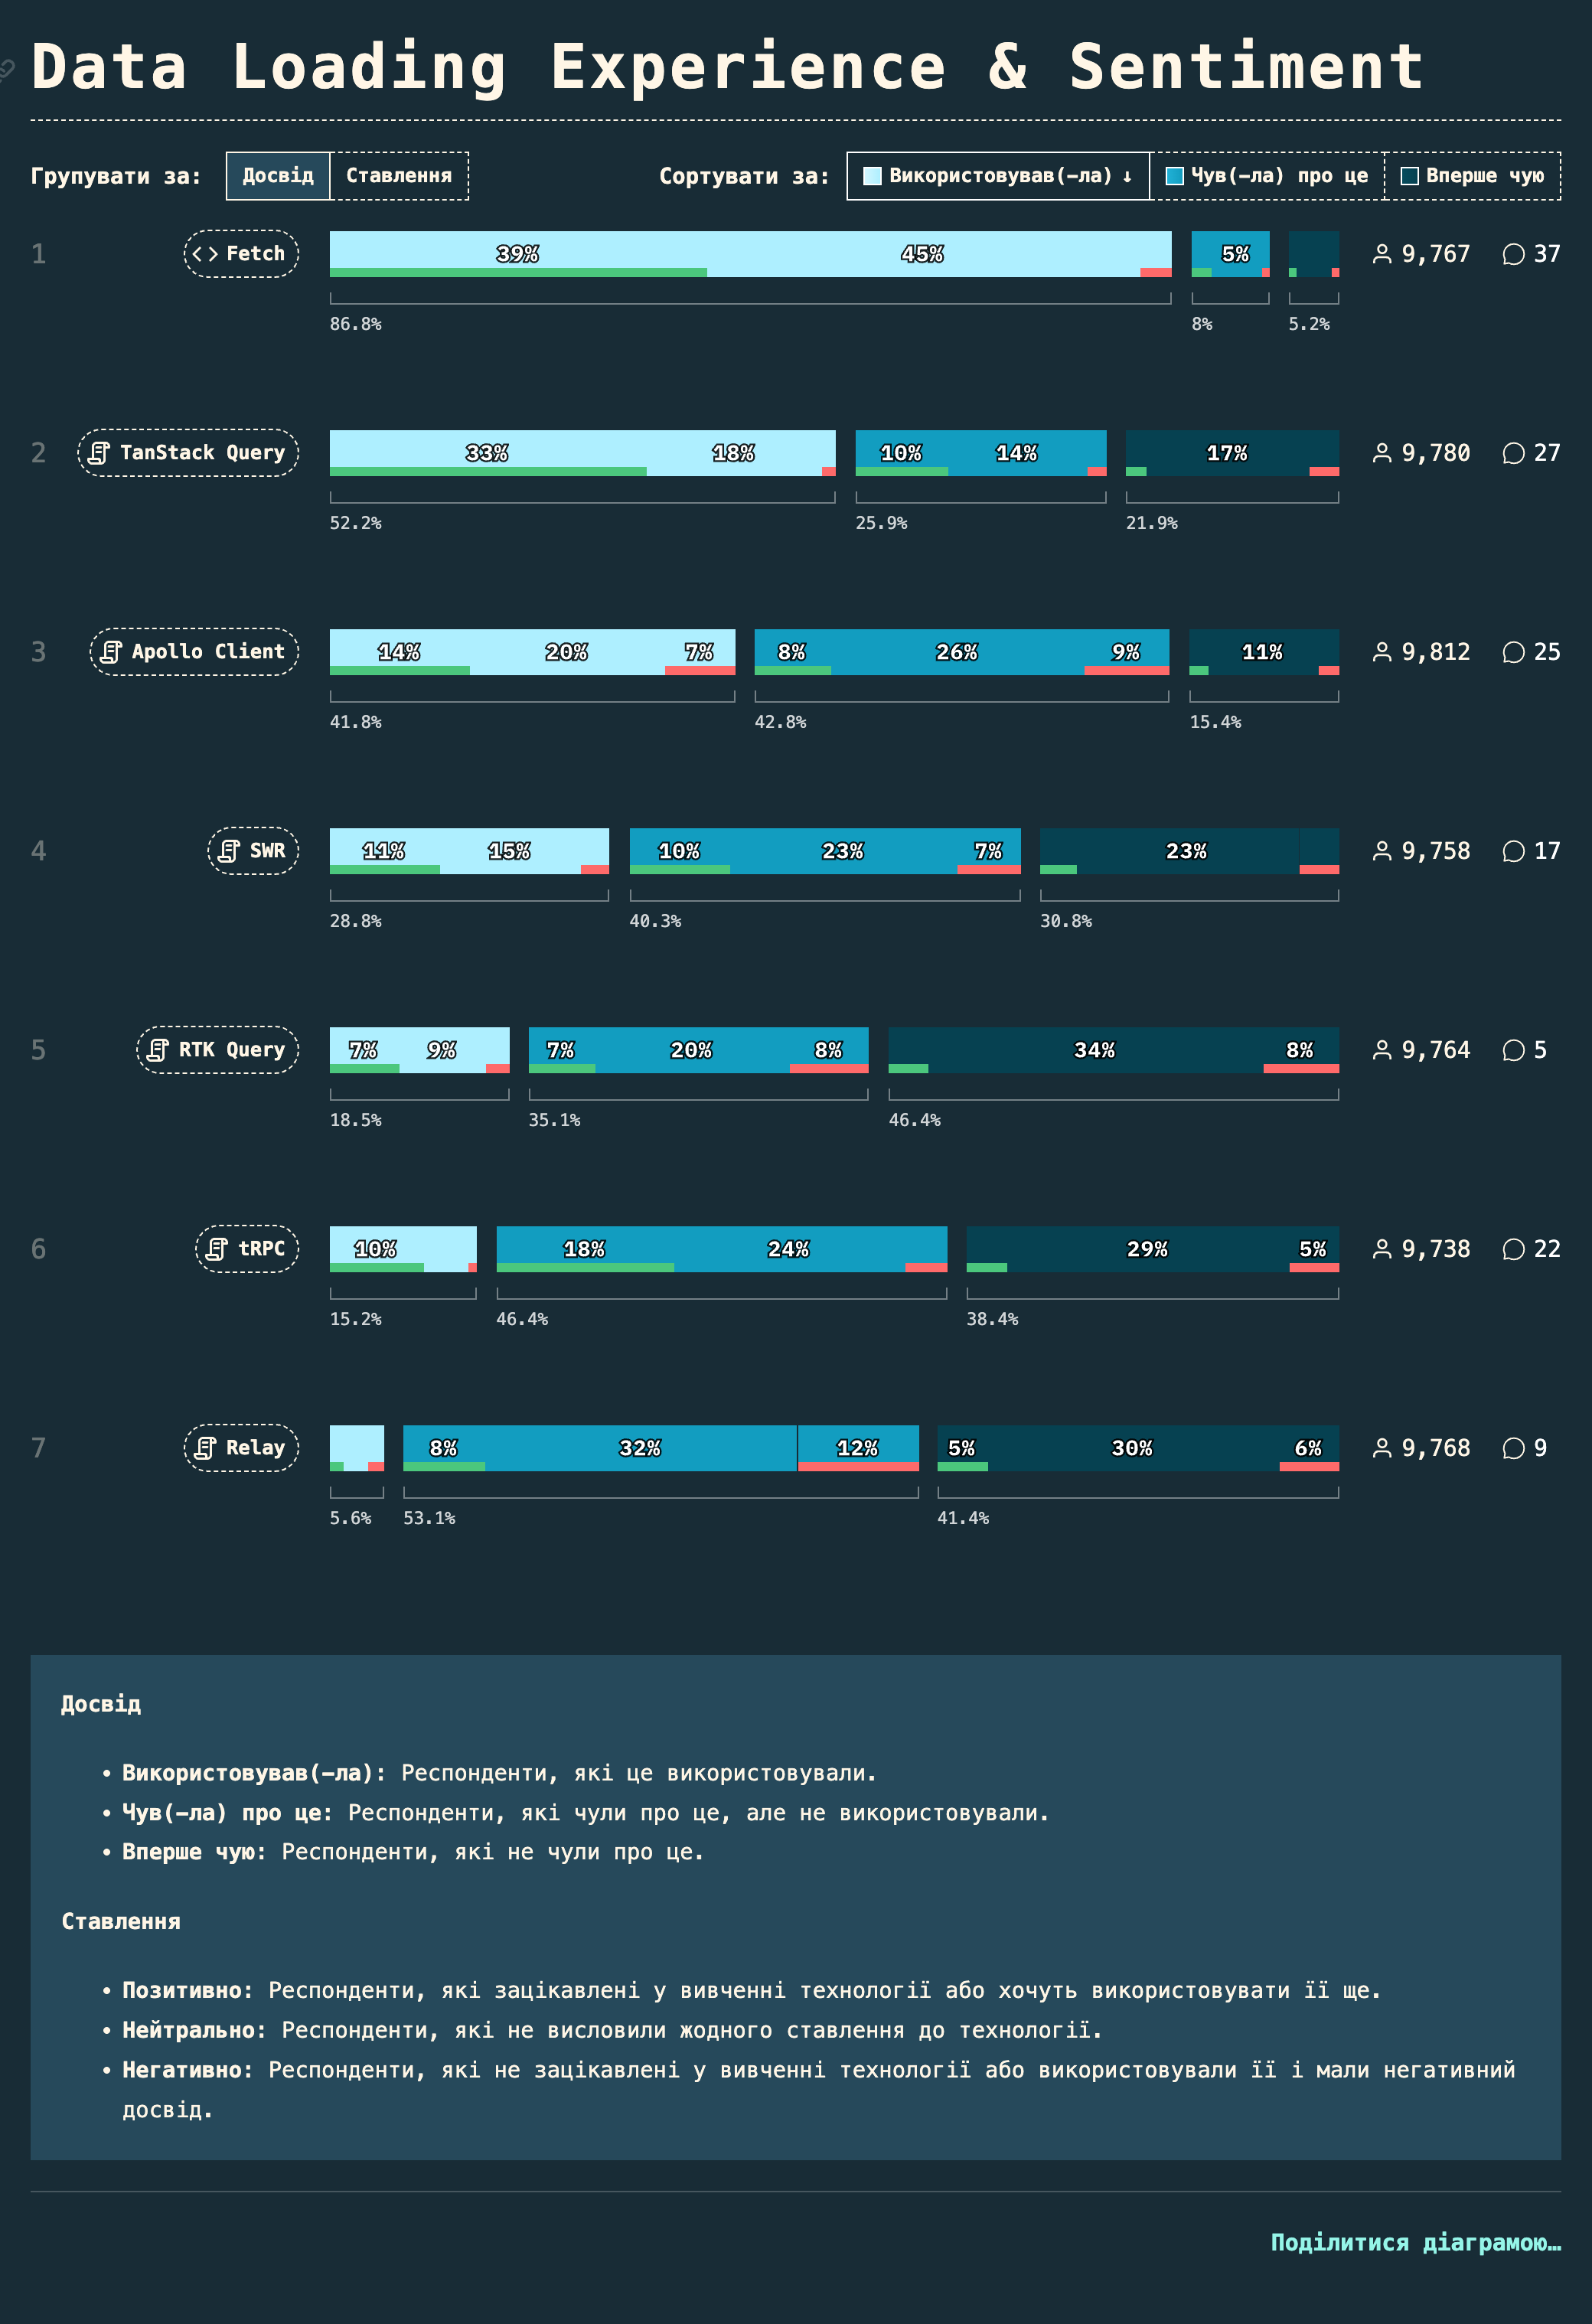 Data Loading Experience & Sentiment
Групувати за: Досвід Ставлення Сортувати за: Використовував(-ла) ↓ Чув(-ла) про це Вперше чую
1 Fetch 39% 45% 5% 9,767 37
86.8% 8% 5.2%
2 TanStack Query 33% 18% 10% 14% 17% 9,780 27
52.2% 25.9% 21.9%
3 Apollo Client 14% 20% 7% 8% 26% 9% 11% 9,812 25
41.8% 42.8% 15.4%
4 SWR 11% 15% 10% 23% 7% 23% 9,758 17
28.8% 40.3% 30.8%
5 RTK Query 7% 9% 7% 20% 8% 34% 8% 9,764 5
18.5% 35.1% 46.4%
6 tRPC 10% 18% 24% 29% 5% 9,738 22
15.2% 46.4% 38.4%
7 Relay 8% 32% 12% 5% 30% 6% 9,768 9
5.6% 53.1% 41.4%
Досвід
• Використовував(-ла): Респонденти, які це використовували.
• Чув(-ла) про це: Респонденти, які чули про це, але не використовували.
• Вперше чую: Респонденти, які не чули про це.
Ставлення
• Позитивно: Респонденти, які зацікавлені у вивченні технології або хочуть використовувати її ще.
• Нейтрально: Респонденти, які не висловили жодного ставлення до технології.
• Негативно: Респонденти, які не зацікавлені у вивченні технології або використовували її і мали негативний
досвід.
Поділитися діаграмою…